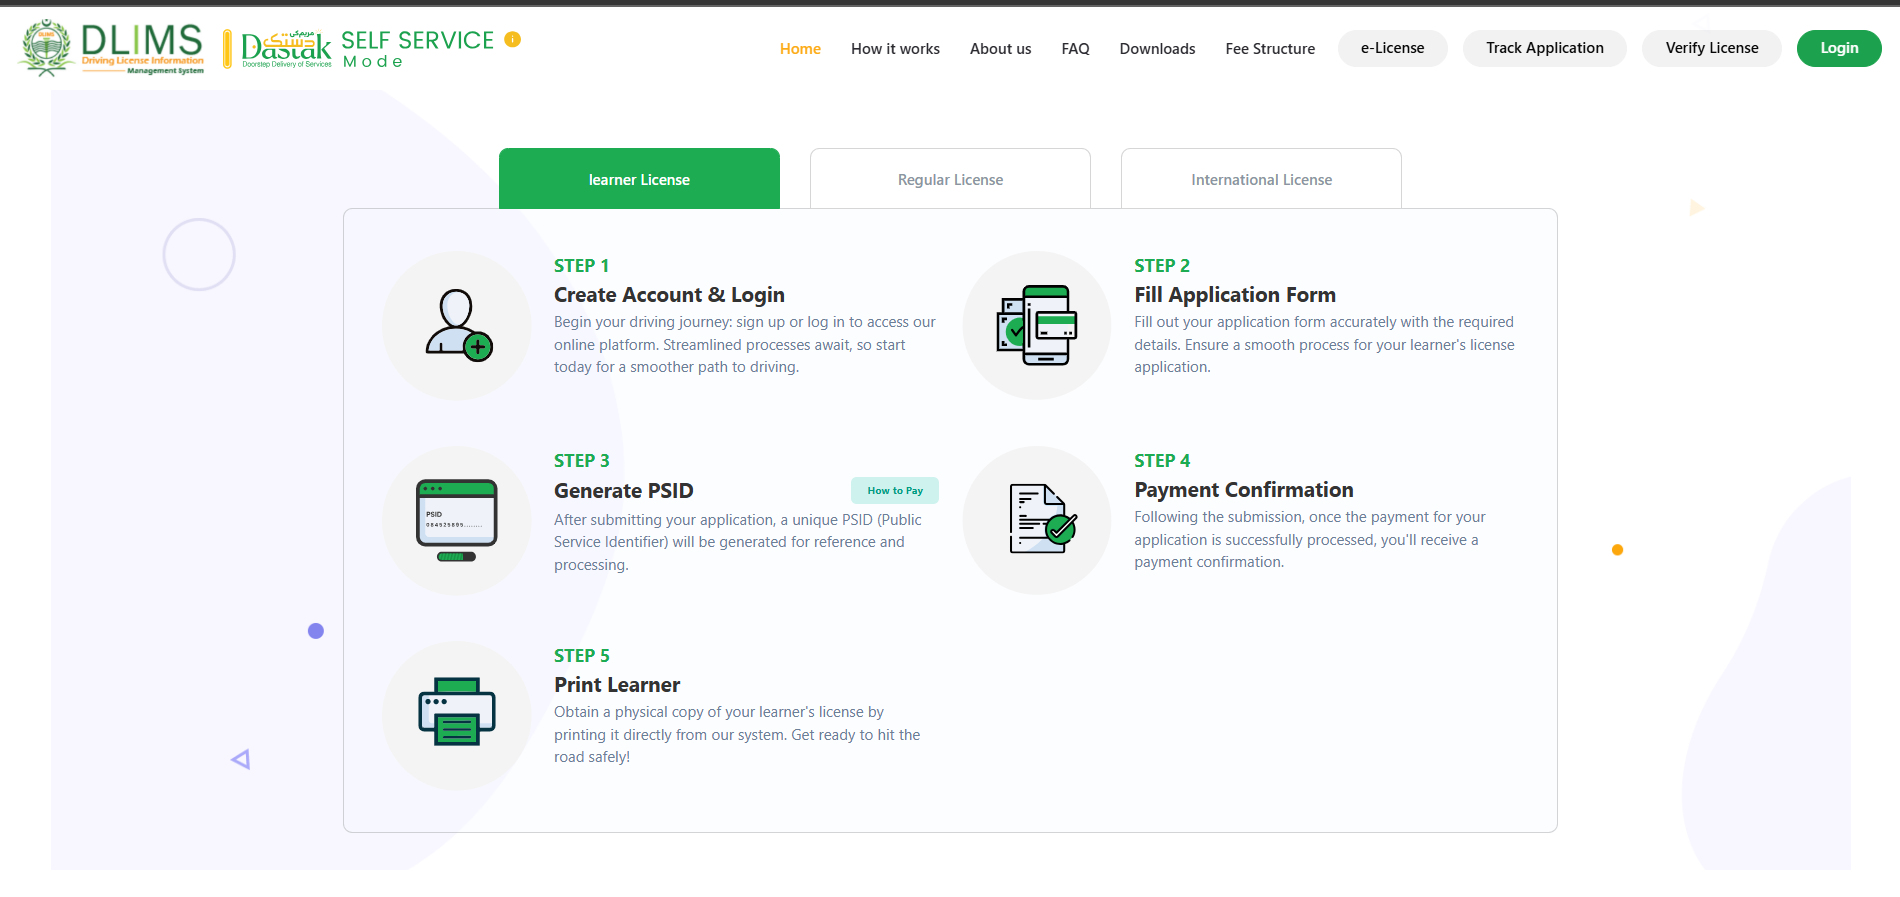 DLIMS
Driving License Information
Management System
مریم کی
دستک
Dastak
Doorstep Delivery of Services
SELF SERVICE
Mode
i
Home
How it works
About us
FAQ
Downloads
Fee Structure
e-License
Track Application
Verify License
Login
learner License
Regular License
International License
STEP 1
Create Account & Login
Begin your driving journey: sign up or log in to access our
online platform. Streamlined processes await, so start
today for a smoother path to driving.
STEP 2
Fill Application Form
Fill out your application form accurately with the required
details. Ensure a smooth process for your learner's license
application.
PSID
084525895........
STEP 3
Generate PSID
How to Pay
After submitting your application, a unique PSID (Public
Service Identifier) will be generated for reference and
processing.
STEP 4
Payment Confirmation
Following the submission, once the payment for your
application is successfully processed, you'll receive a
payment confirmation.
STEP 5
Print Learner
Obtain a physical copy of your learner's license by
printing it directly from our system. Get ready to hit the
road safely!